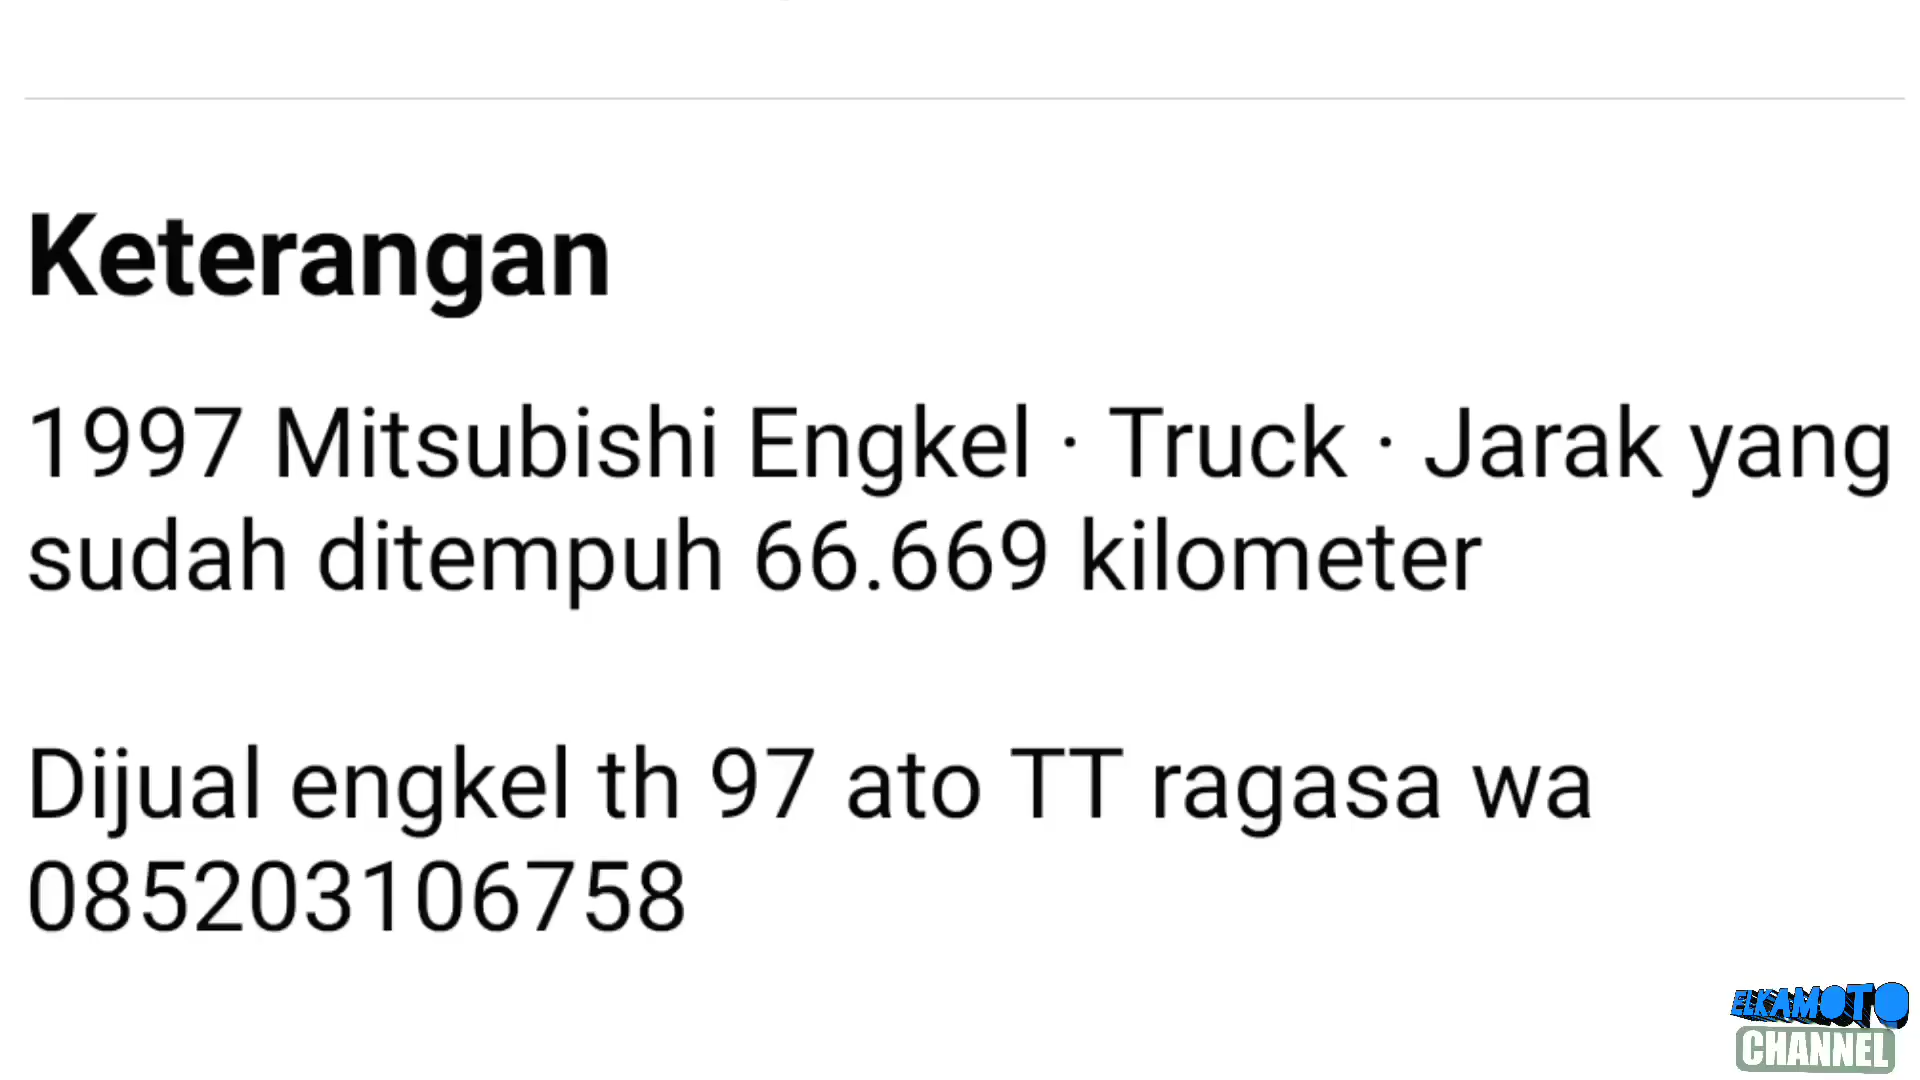 Keterangan
1997 Mitsubishi Engkel · Truck · Jarak yang
sudah ditempuh 66.669 kilometer
Dijual engkel th 97 ato TT ragasa wa
085203106758
ELKAMOTO
CHANNEL